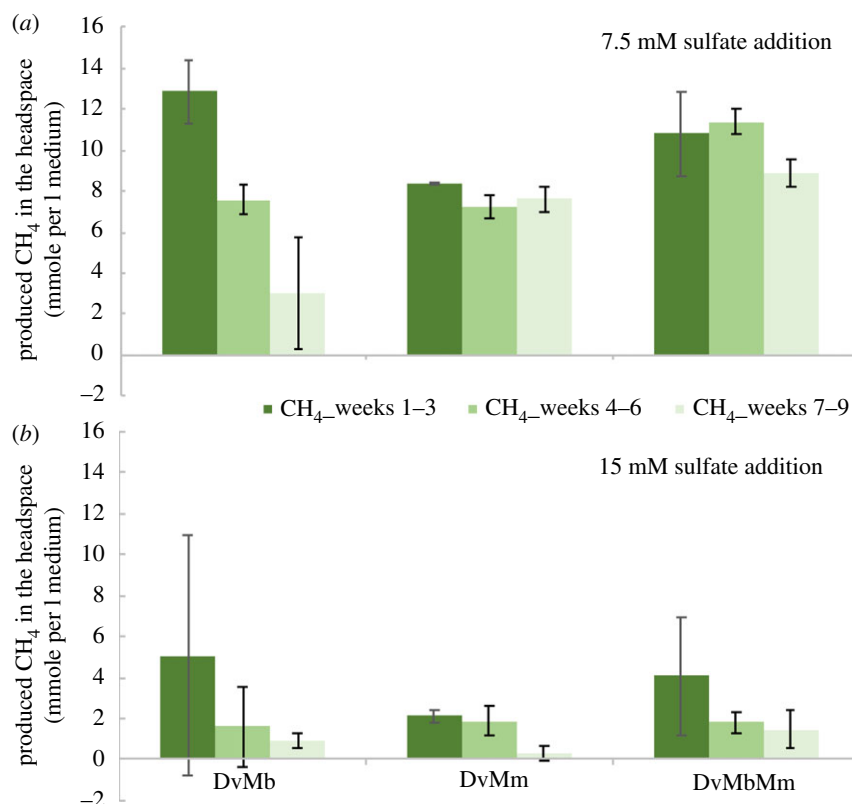 (a)
7.5 mM sulfate addition
produced CH4 in the headspace
(mmole per l medium)
16
14
12
10
8
6
4
2
0
–2
CH4_weeks 1–3 CH4_weeks 4–6 CH4_weeks 7–9
(b)
15 mM sulfate addition
produced CH4 in the headspace
(mmole per l medium)
16
14
12
10
8
6
4
2
0
–2
DvMb DvMm DvMbMm